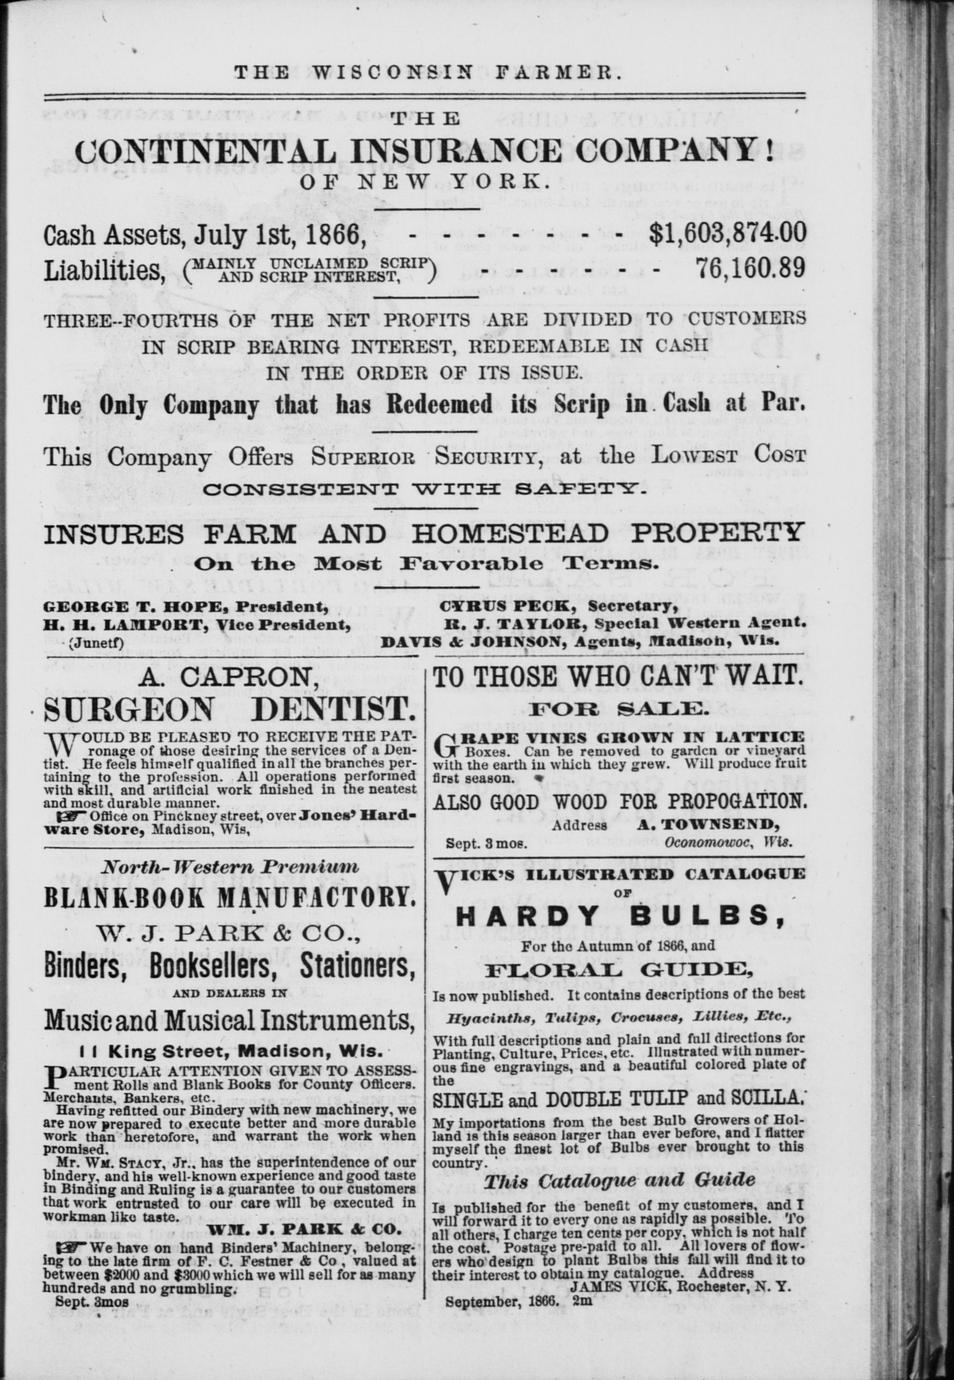 THE WISCONSIN FARMER.
THE
CONTINENTAL INSURANCE COMPANY!
OF NEW YORK.
Cash Assets, July 1st, 1866, - - - - - - - $1,603,874.00
Liabilities, (MAINLY UNCLAIMED SCRIP
AND SCRIP INTEREST,) - - - - - - 76,160.89
THREE--FOURTHS OF THE NET PROFITS ARE DIVIDED TO CUSTOMERS
IN SCRIP BEARING INTEREST, REDEEMABLE IN CASH
IN THE ORDER OF ITS ISSUE.
The Only Company that has Redeemed its Scrip in Cash at Par.
This Company Offers SUPERIOR SECURITY, at the LOWEST COST
CONSISTENT WITH SAFETY.
INSURES FARM AND HOMESTEAD PROPERTY
On the Most Favorable Terms.
GEORGE T. HOPE, President, CYRUS PECK, Secretary,
H. H. LAMPORT, Vice President, R. J. TAYLOR, Special Western Agent.
(Junetf) DAVIS & JOHNSON, Agents, Madison, Wis.
A. CAPRON,
SURGEON DENTIST.
WOULD BE PLEASED TO RECEIVE THE PAT-
ronage of those desiring the services of a Den-
tist. He feels himself qualified in all the branches per-
taining to the profession. All operations performed
with skill, and artificial work finished in the neatest
and most durable manner.
☞ Office on Pinckney street, over Jones' Hard-
ware Store, Madison, Wis,
North-Western Premium
BLANK-BOOK MANUFACTORY.
W. J. PARK & CO.,
Binders, Booksellers, Stationers,
AND DEALERS IN
Music and Musical Instruments,
11 King Street, Madison, Wis.
PARTICULAR ATTENTION GIVEN TO ASSESS-
ment Rolls and Blank Books for County Officers.
Merchants, Bankers, etc.
Having refitted our Bindery with new machinery, we
are now prepared to execute better and more durable
work than heretofore, and warrant the work when
promised.
Mr. WM. STACY, Jr., has the superintendence of our
bindery, and his well-known experience and good taste
in Binding and Ruling is a guarantee to our customers
that work entrusted to our care will be executed in
workman like taste.
WM. J. PARK & CO.
☞ We have on hand Binders' Machinery, belong-
ing to the late firm of F. C. Festner & Co., valued at
between $2000 and $3000 which we will sell for as many
hundreds and no grumbling.
Sept. 3mos
TO THOSE WHO CAN'T WAIT.
FOR SALE.
GRAPE VINES GROWN IN LATTICE
Boxes. Can be removed to garden or vineyard
with the earth in which they grew. Will produce fruit
first season.
ALSO GOOD WOOD FOR PROPOGATION.
Address A. TOWNSEND,
Sept. 3 mos. Oconomowoc, Wis.
VICK'S ILLUSTRATED CATALOGUE
OF
HARDY BULBS,
For the Autumn of 1866, and
FLORAL GUIDE,
Is now published. It contains descriptions of the best
Hyacinths, Tulips, Crocuses, Lillies, Etc.,
With full descriptions and plain and full directions for
Planting, Culture, Prices, etc. Illustrated with numer-
ous fine engravings, and a beautiful colored plate of
the
SINGLE and DOUBLE TULIP and SCILLA.
My importations from the best Bulb Growers of Hol-
land is this season larger than ever before, and I flatter
myself the finest lot of Bulbs ever brought to this
country.
This Catalogue and Guide
Is published for the benefit of my customers, and I
will forward it to every one as rapidly as possible. To
all others, I charge ten cents per copy, which is not half
the cost. Postage pre-paid to all. All lovers of flow-
ers who design to plant Bulbs this fall will find it to
their interest to obtain my catalogue. Address
JAMES VICK, Rochester, N. Y.
September, 1866. 2m